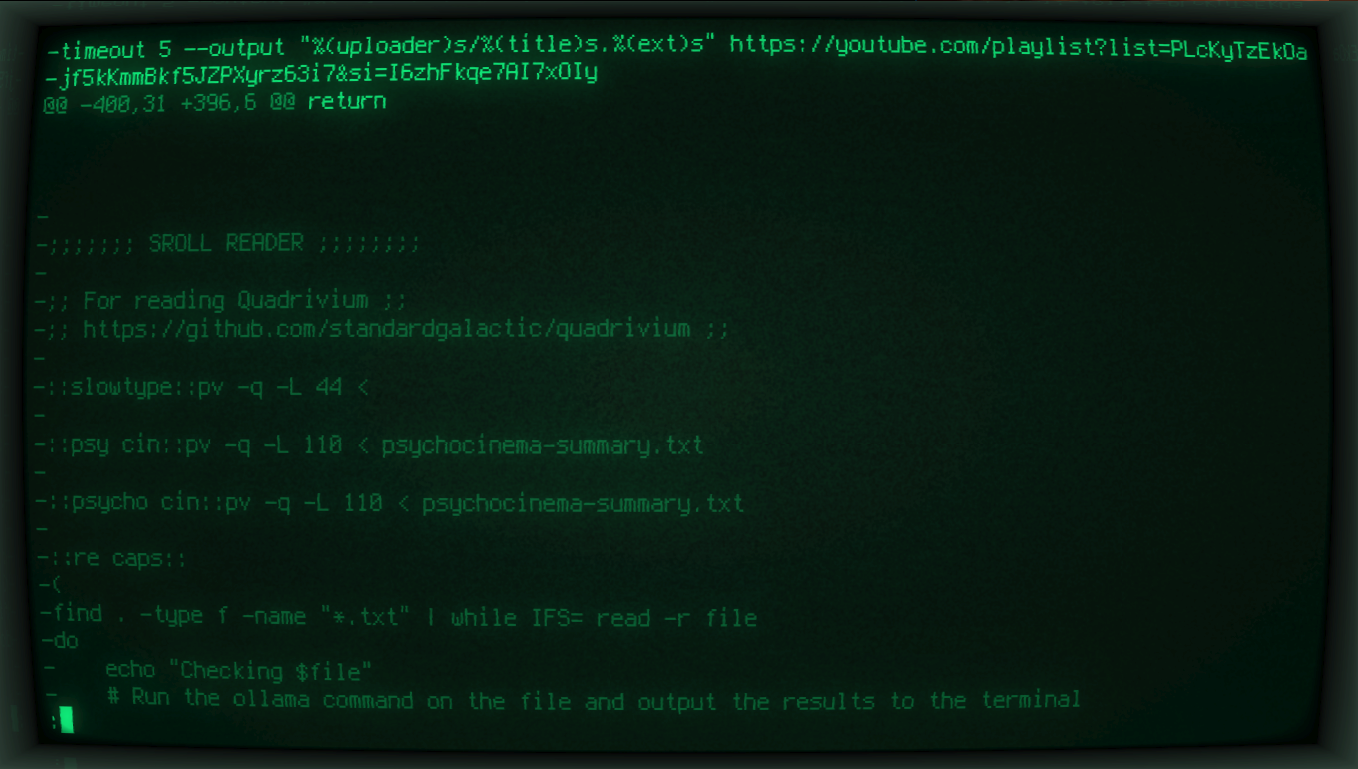 -timeout 5 --output "%(uploader)s/%(title)s.%(ext)s" https://youtube.com/playlist?list=PLcKyTzEkOa
-jf5kKmmBkf5JZPXyrz63i7&si=I6zhFkqe7AI7xOIy
@@ -400,31 +396,6 @@ return
-
-;;;;;;; SROLL READER ;;;;;;;;
-
-;; For reading Quadrivium ;;
-;; https://github.com/standardgalactic/quadrivium ;;
-
-::slowtype::pv -q -L 44 <
-
-::psy cin::pv -q -L 110 < psychocinema-summary.txt
-
-::psycho cin::pv -q -L 110 < psychocinema-summary.txt
-
-::re caps::
-(
-find . -type f -name "*.txt" | while IFS= read -r file
-do
-    echo "Checking $file"
-    # Run the ollama command on the file and output the results to the terminal
: